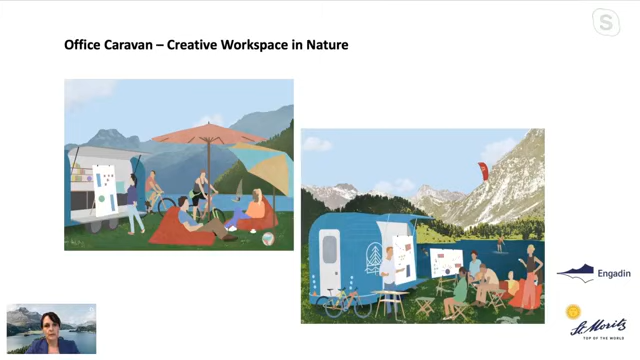 Office Caravan – Creative Workspace in Nature
S
Engadin
St. Moritz
TOP OF THE WORLD